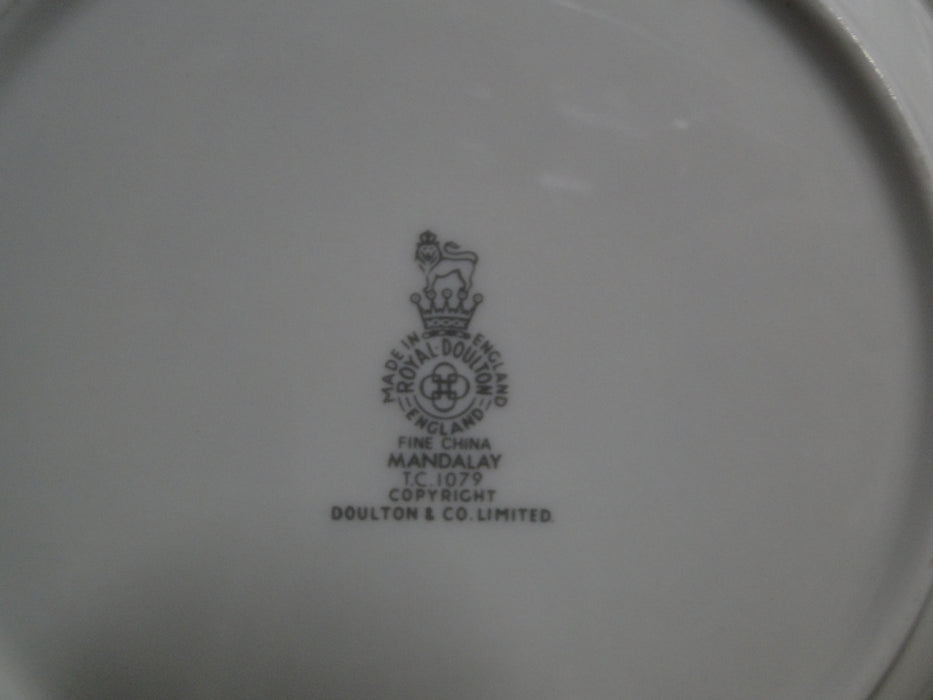 MADE IN ENGLAND
ROYAL·DOULTON
ENGLAND
FINE CHINA
MANDALAY
T.C.1079
COPYRIGHT
DOULTON & CO. LIMITED.